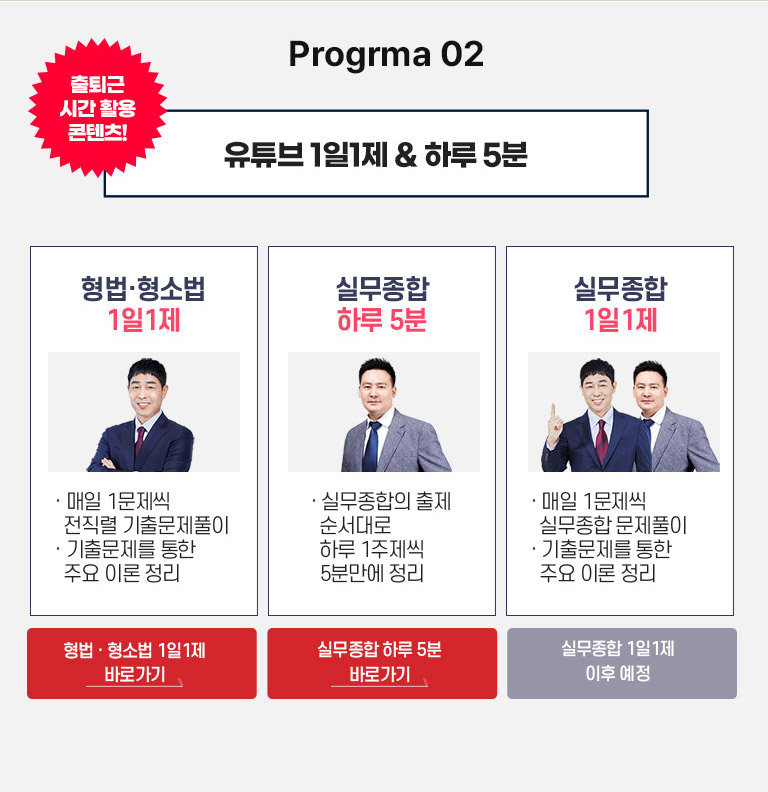 Progrma 02
출퇴근
시간 활용
콘텐츠!
유튜브 1일1제 & 하루 5분
형법·형소법
1일1제
· 매일 1문제씩
전직렬 기출문제풀이
· 기출문제를 통한
주요 이론 정리
형법 · 형소법 1일1제
바로가기
실무종합
하루 5분
· 실무종합의 출제
순서대로
하루 1주제씩
5분만에 정리
실무종합 하루 5분
바로가기
실무종합
1일1제
· 매일 1문제씩
실무종합 문제풀이
· 기출문제를 통한
주요 이론 정리
실무종합 1일1제
이후 예정